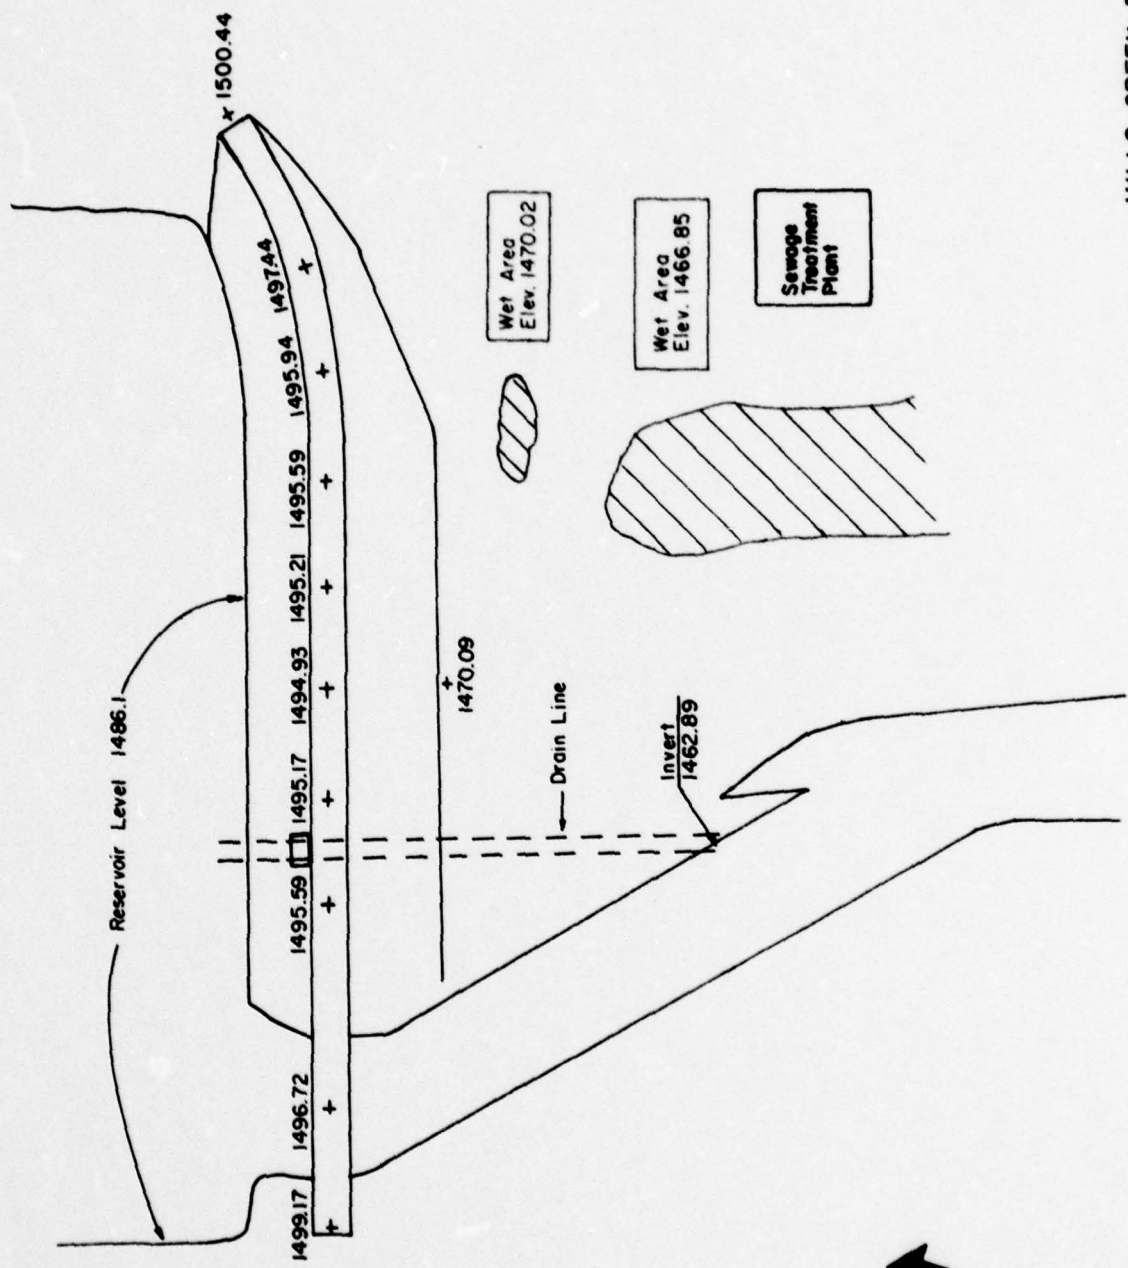 1500.44
Reservoir Level 1486.1
1499.17
1496.72
1495.59
1495.17
1494.93
1495.21
1495.59
1495.94
1497.44
1470.09
Wet Area
Elev. 1470.02
Drain Line
Invert
1462.89
Wet Area
Elev. 1466.85
Sewage
Treatment
Plant